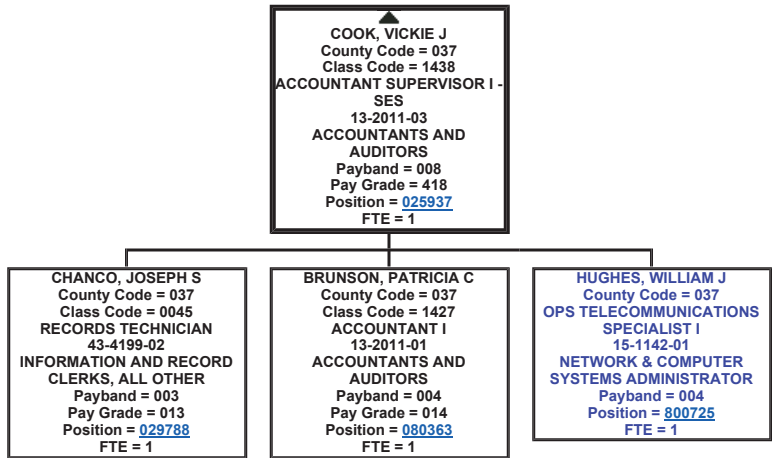 COOK, VICKIE J
County Code = 037
Class Code = 1438
ACCOUNTANT SUPERVISOR I -
SES
13-2011-03
ACCOUNTANTS AND
AUDITORS
Payband = 008
Pay Grade = 418
Position = 025937
FTE = 1
CHANCO, JOSEPH S
County Code = 037
Class Code = 0045
RECORDS TECHNICIAN
43-4199-02
INFORMATION AND RECORD
CLERKS, ALL OTHER
Payband = 003
Pay Grade = 013
Position = 029788
FTE = 1
BRUNSON, PATRICIA C
County Code = 037
Class Code = 1427
ACCOUNTANT I
13-2011-01
ACCOUNTANTS AND
AUDITORS
Payband = 004
Pay Grade = 014
Position = 080363
FTE = 1
HUGHES, WILLIAM J
County Code = 037
OPS TELECOMMUNICATIONS
SPECIALIST I
15-1142-01
NETWORK & COMPUTER
SYSTEMS ADMINISTRATOR
Payband = 004
Position = 800725
FTE = 1